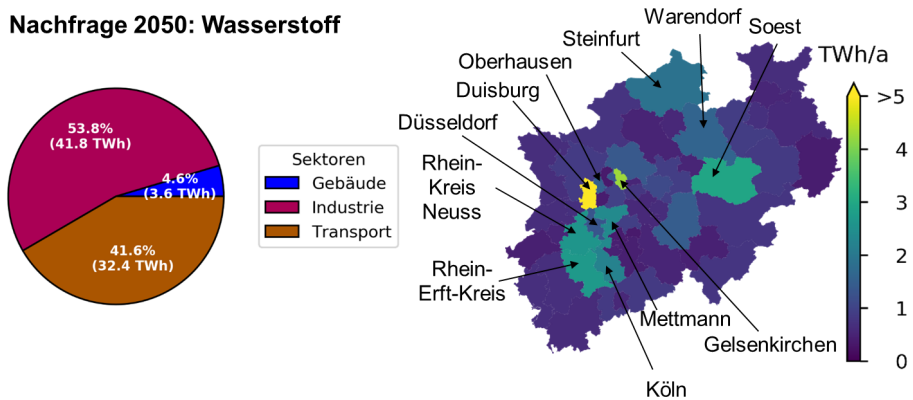 Nachfrage 2050: Wasserstoff
53.8%
(41.8 TWh)
4.6%
(3.6 TWh)
41.6%
(32.4 TWh)
Sektoren
Gebäude
Industrie
Transport
Warendorf
Soest
Steinfurt
Oberhausen
Duisburg
Düsseldorf
Rhein-
Kreis
Neuss
Rhein-
Erft-Kreis
Mettmann
Gelsenkirchen
Köln
TWh/a
>5
4
3
2
1
0